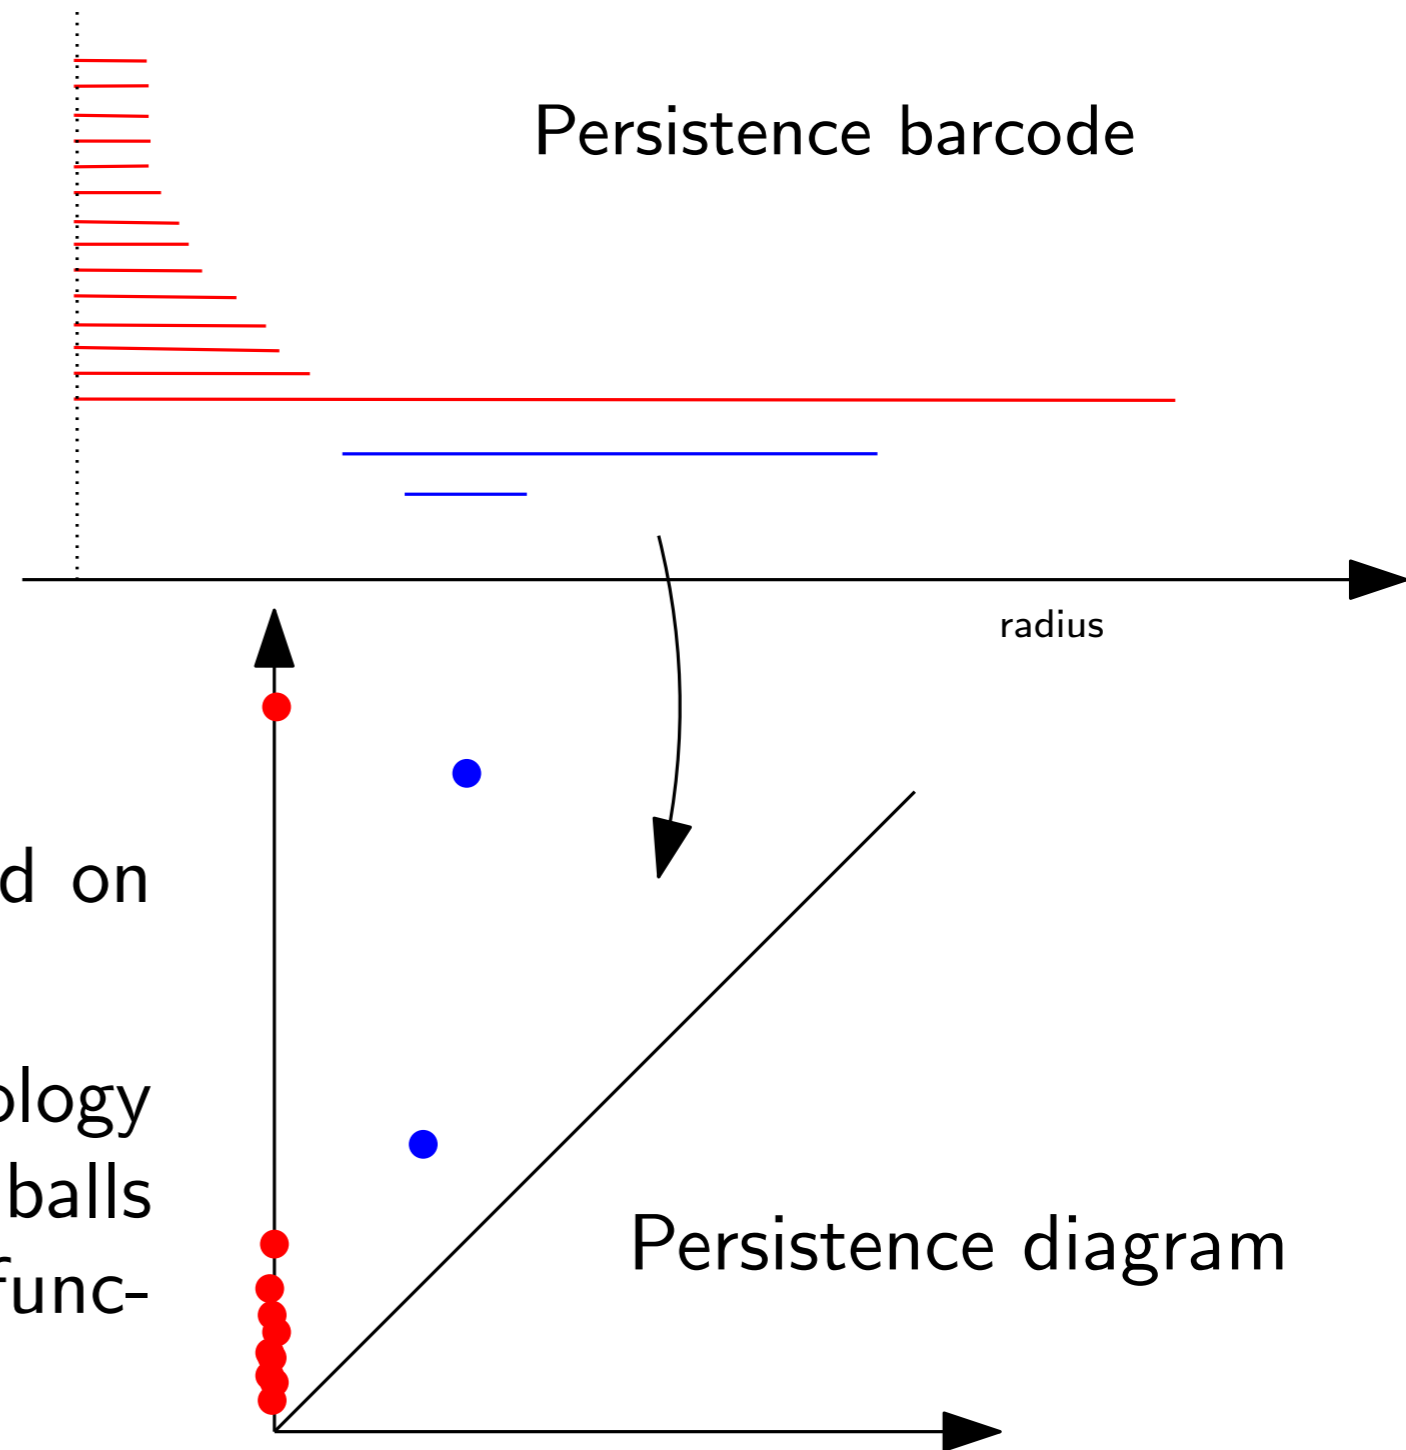 Persistence barcode
radius
d on
ology
balls
func-
Persistence diagram